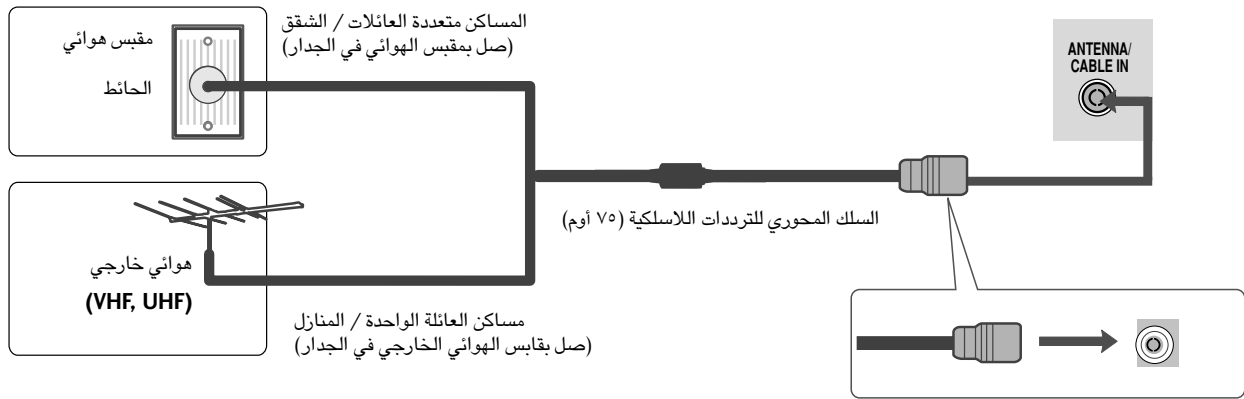 المساكن متعددة العائلات / الشقق
(صل بمقبس الهوائي في الجدار)
مقبس هوائي
الحائط
ANTENNA/
CABLE IN
السلك المحوري للترددات اللاسلكية (٧٥ أوم)
هوائي خارجي
(VHF, UHF)
مساكن العائلة الواحدة / المنازل
(صل بقابس الهوائي الخارجي في الجدار)